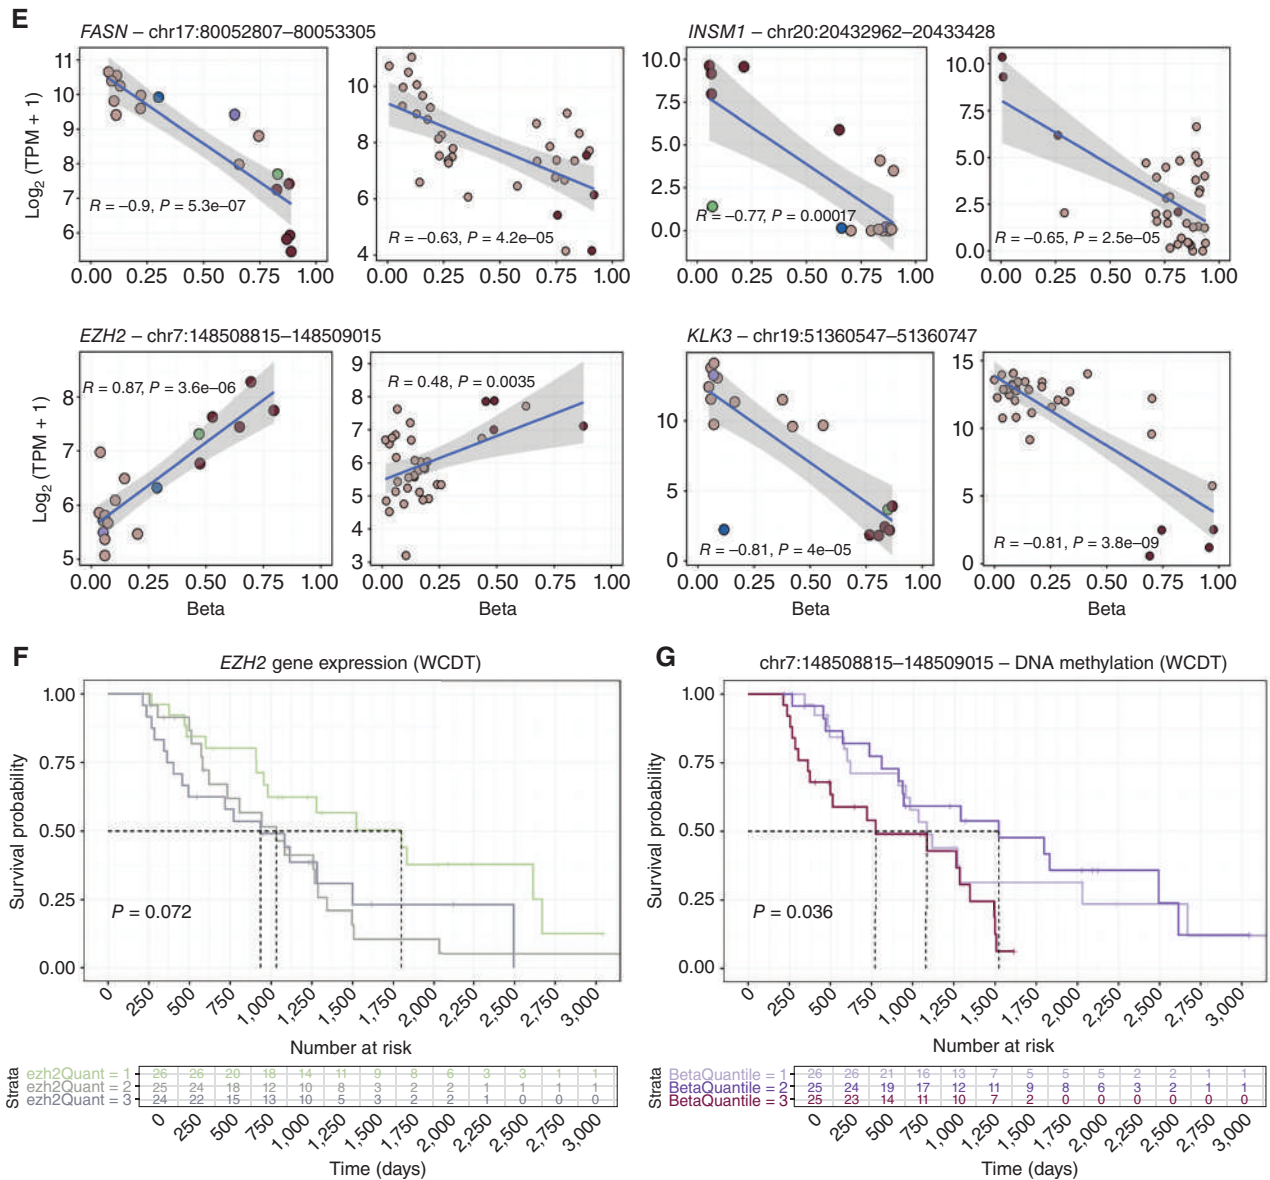 E
FASN – chr17:80052807–80053305
INSM1 – chr20:20432962–20433428
Log2 (TPM + 1)
11
10
9
8
7
6
R = –0.9, P = 5.3e–07
0.00 0.25 0.50 0.75 1.00
10
8
6
4
R = –0.63, P = 4.2e–05
0.00 0.25 0.50 0.75 1.00
10.0
7.5
5.0
2.5
0.0
R = –0.77, P = 0.00017
0.00 0.25 0.50 0.75 1.00
10.0
7.5
5.0
2.5
0.0
R = –0.65, P = 2.5e–05
0.00 0.25 0.50 0.75 1.00
EZH2 – chr7:148508815–148509015
KLK3 – chr19:51360547–51360747
Log2 (TPM + 1)
8
7
6
5
R = 0.87, P = 3.6e–06
0.00 0.25 0.50 0.75 1.00
Beta
9
8
7
6
5
4
3
R = 0.48, P = 0.0035
0.00 0.25 0.50 0.75 1.00
Beta
10
5
0
R = –0.81, P = 4e–05
0.00 0.25 0.50 0.75 1.00
Beta
15
10
5
0
R = –0.81, P = 3.8e–09
0.00 0.25 0.50 0.75 1.00
Beta
F
EZH2 gene expression (WCDT)
Survival probability
1.00
0.75
0.50
0.25
0.00
P = 0.072
0 250 500 750 1,000 1,250 1,500 1,750 2,000 2,250 2,500 2,750 3,000
Number at risk
Strata
ezh2Quant = 1 26 26 20 18 14 11 9 8 6 3 3 1 1
ezh2Quant = 2 25 24 18 12 10 8 3 2 2 1 1 1 1
ezh2Quant = 3 24 22 15 13 10 5 3 2 2 1 0 0 0
0 250 500 750 1,000 1,250 1,500 1,750 2,000 2,250 2,500 2,750 3,000
Time (days)
G
chr7:148508815–148509015 – DNA methylation (WCDT)
Survival probability
1.00
0.75
0.50
0.25
0.00
P = 0.036
0 250 500 750 1,000 1,250 1,500 1,750 2,000 2,250 2,500 2,750 3,000
Number at risk
Strata
BetaQuantile = 1 26 26 21 16 13 7 5 5 5 2 2 1 1
BetaQuantile = 2 25 24 19 17 12 11 9 8 6 3 2 1 1
BetaQuantile = 3 25 23 14 11 10 7 2 0 0 0 0 0 0
0 250 500 750 1,000 1,250 1,500 1,750 2,000 2,250 2,500 2,750 3,000
Time (days)